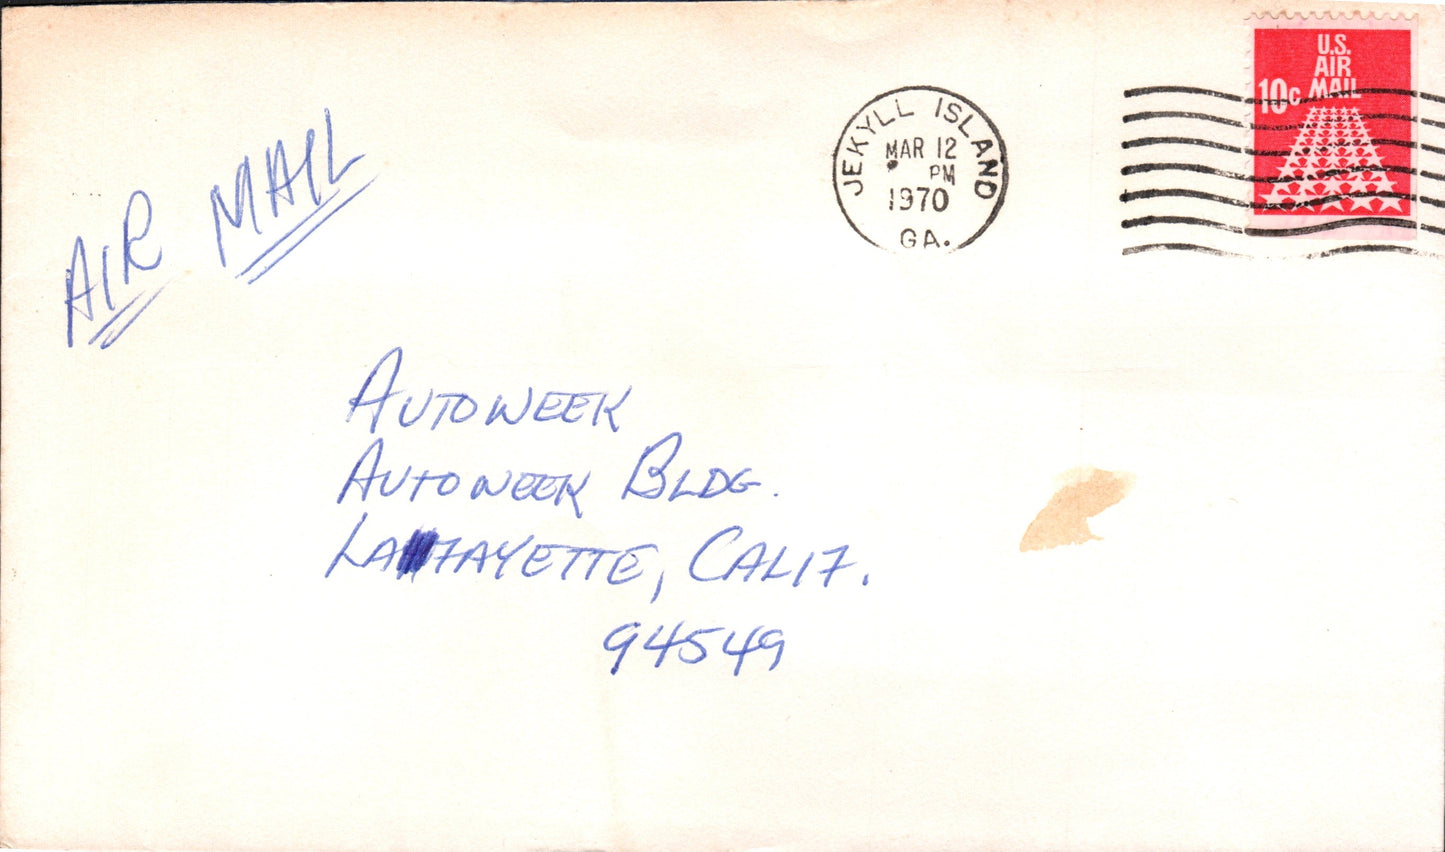 AIR MAIL
JEKYLL ISLAND
MAR 12
PM
1970
GA.
U.S.
AIR
MAIL
10c
AUTOWEEK
AUTOWEEK BLDG.
LAFAYETTE, CALIF.
94549